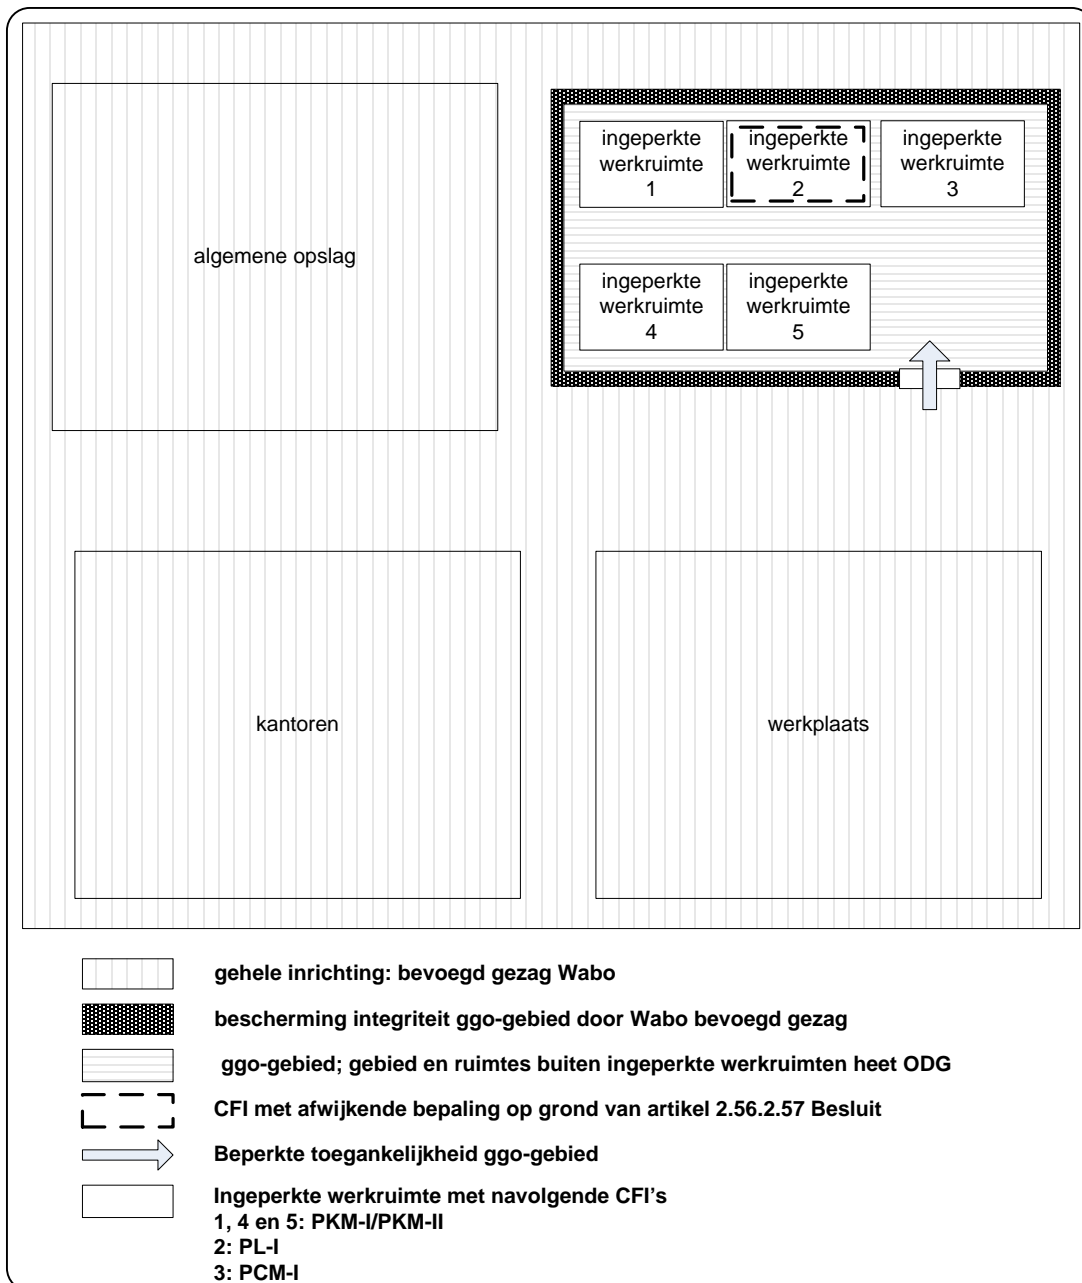 algemene opslag
ingeperkte
werkruimte
1
ingeperkte
werkruimte
2
ingeperkte
werkruimte
3
ingeperkte
werkruimte
4
ingeperkte
werkruimte
5
kantoren
werkplaats
gehele inrichting: bevoegd gezag Wabo
bescherming integriteit ggo-gebied door Wabo bevoegd gezag
ggo-gebied; gebied en ruimtes buiten ingeperkte werkruimten heet ODG
CFI met afwijkende bepaling op grond van artikel 2.56.2.57 Besluit
Beperkte toegankelijkheid ggo-gebied
Ingeperkte werkruimte met navolgende CFI's
1, 4 en 5: PKM-I/PKM-II
2: PL-I
3: PCM-I